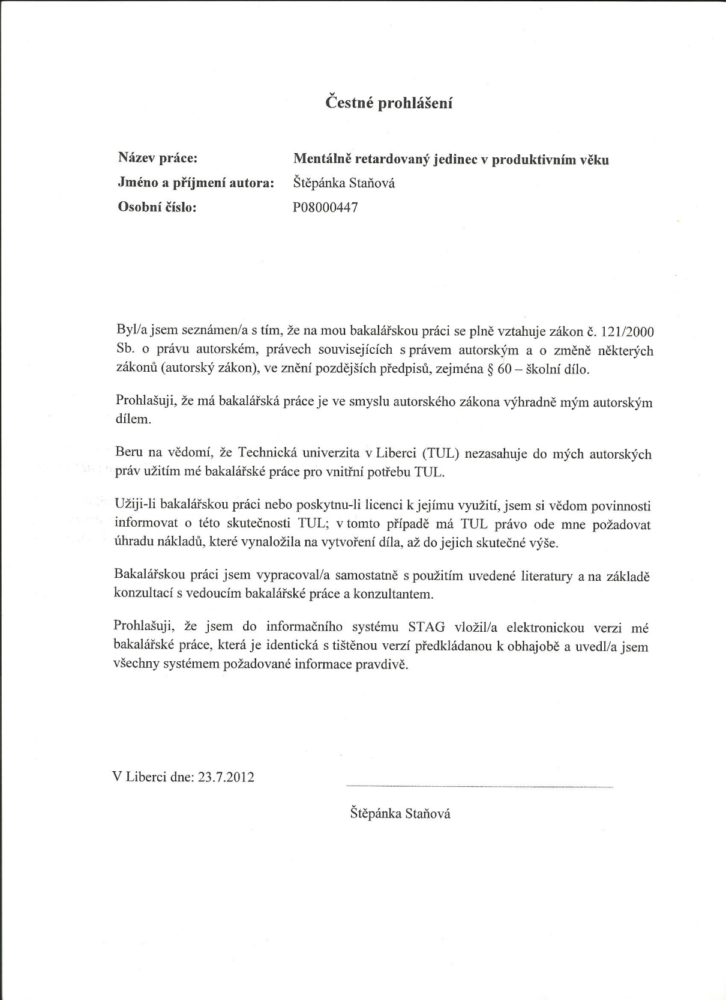 Čestné prohlášení
Název práce: Mentálně retardovaný jedinec v produktivním věku
Jméno a příjmení autora: Štěpánka Staňová
Osobní číslo: P08000447
Byl/a jsem seznámen/a s tím, že na mou bakalářskou práci se plně vztahuje zákon č. 121/2000
Sb. o právu autorském, právech souvisejících s právem autorským a o změně některých
zákonů (autorský zákon), ve znění pozdějších předpisů, zejména § 60 – školní dílo.
Prohlašuji, že má bakalářská práce je ve smyslu autorského zákona výhradně mým autorským
dílem.
Beru na vědomí, že Technická univerzita v Liberci (TUL) nezasahuje do mých autorských
práv užitím mé bakalářské práce pro vnitřní potřebu TUL.
Užiji-li bakalářskou práci nebo poskytnu-li licenci k jejímu využití, jsem si vědom povinnosti
informovat o této skutečnosti TUL; v tomto případě má TUL právo ode mne požadovat
úhradu nákladů, které vynaložila na vytvoření díla, až do jejich skutečné výše.
Bakalářskou práci jsem vypracoval/a samostatně s použitím uvedené literatury a na základě
konzultací s vedoucím bakalářské práce a konzultantem.
Prohlašuji, že jsem do informačního systému STAG vložil/a elektronickou verzi mé
bakalářské práce, která je identická s tištěnou verzí předkládanou k obhajobě a uvedl/a jsem
všechny systémem požadované informace pravdivě.
V Liberci dne: 23.7.2012
Štěpánka Staňová